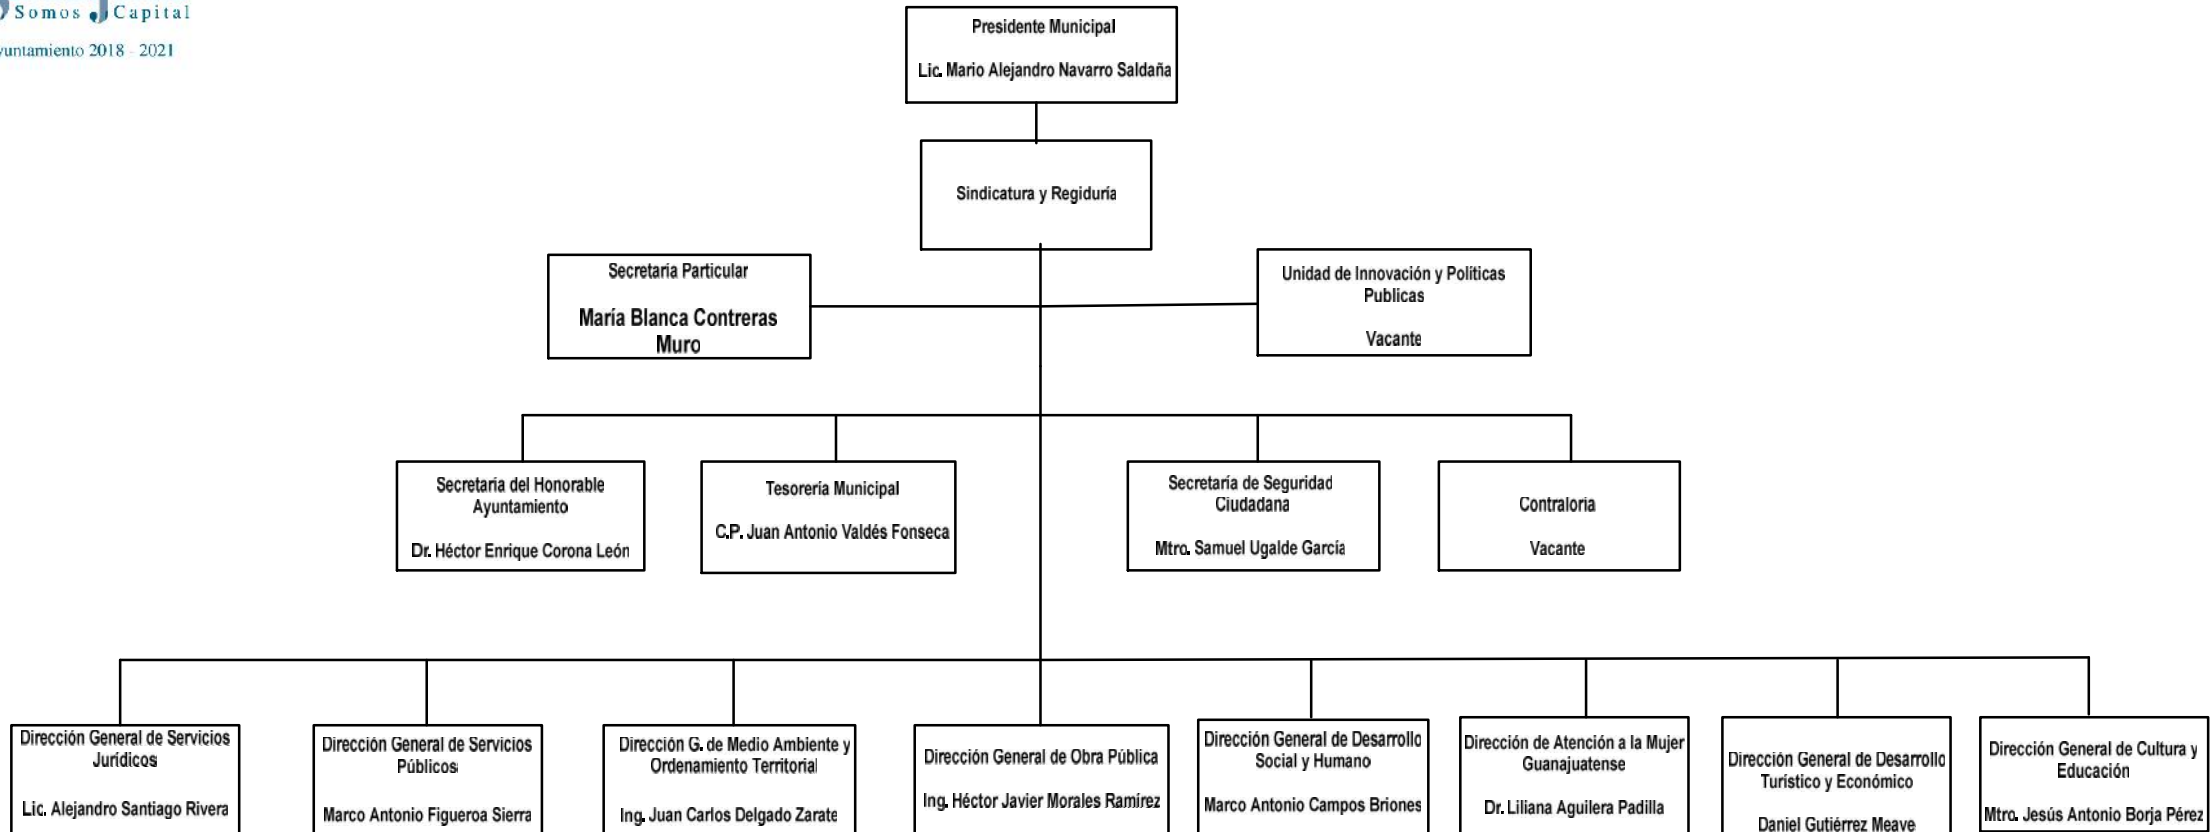 Somos Capital
yuntamiento 2018 - 2021
Presidente Municipal
Lic. Mario Alejandro Navarro Saldaña
Sindicatura y Regiduría
Secretaría Particular
María Blanca Contreras
Muro
Unidad de Innovación y Políticas
Publicas
Vacante
Secretaría del Honorable
Ayuntamiento
Dr. Héctor Enrique Corona León
Tesorería Municipal
C.P. Juan Antonio Valdés Fonseca
Secretaría de Seguridad
Ciudadana
Mtro. Samuel Ugalde García
Contraloría
Vacante
Dirección General de Servicios
Jurídicos
Lic. Alejandro Santiago Rivera
Dirección General de Servicios
Públicos
Marco Antonio Figueroa Sierra
Dirección G. de Medio Ambiente y
Ordenamiento Territorial
Ing. Juan Carlos Delgado Zarate
Dirección General de Obra Pública
Ing. Héctor Javier Morales Ramírez
Dirección General de Desarrollo
Social y Humano
Marco Antonio Campos Briones
Dirección de Atención a la Mujer
Guanajuatense
Dr. Liliana Aguilera Padilla
Dirección General de Desarrollo
Turístico y Económico
Daniel Gutiérrez Meave
Dirección General de Cultura y
Educación
Mtro. Jesús Antonio Borja Pérez